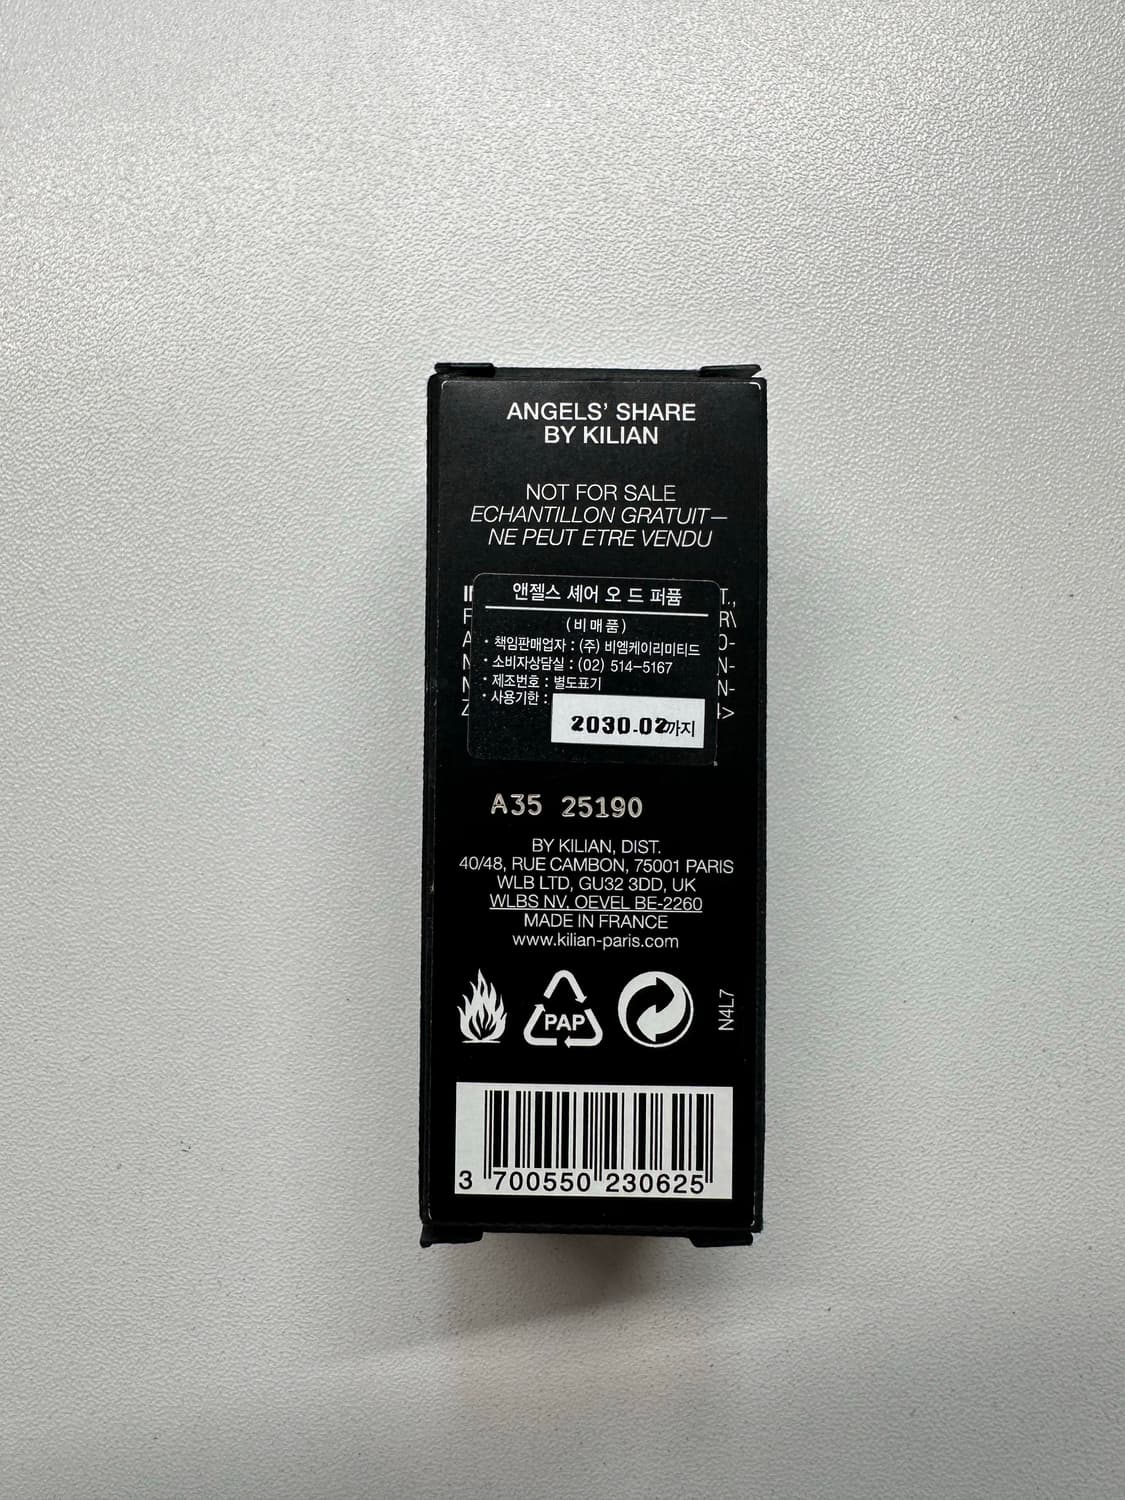 ANGELS' SHARE
BY KILIAN
NOT FOR SALE
ECHANTILLON GRATUIT—
NE PEUT ETRE VENDU
앤젤스 셰어 오 드 퍼퓸
(비매품)
· 책임판매업자 : (주) 비엠케이리미티드
· 소비자상담실 : (02) 514-5167
· 제조번호 : 별도표기
· 사용기한 :
2030.02까지
A35 25190
BY KILIAN, DIST.
40/48, RUE CAMBON, 75001 PARIS
WLB LTD, GU32 3DD, UK
WLBS NV, OEVEL BE-2260
MADE IN FRANCE
www.kilian-paris.com
PAP
N4L7
3 700550 230625